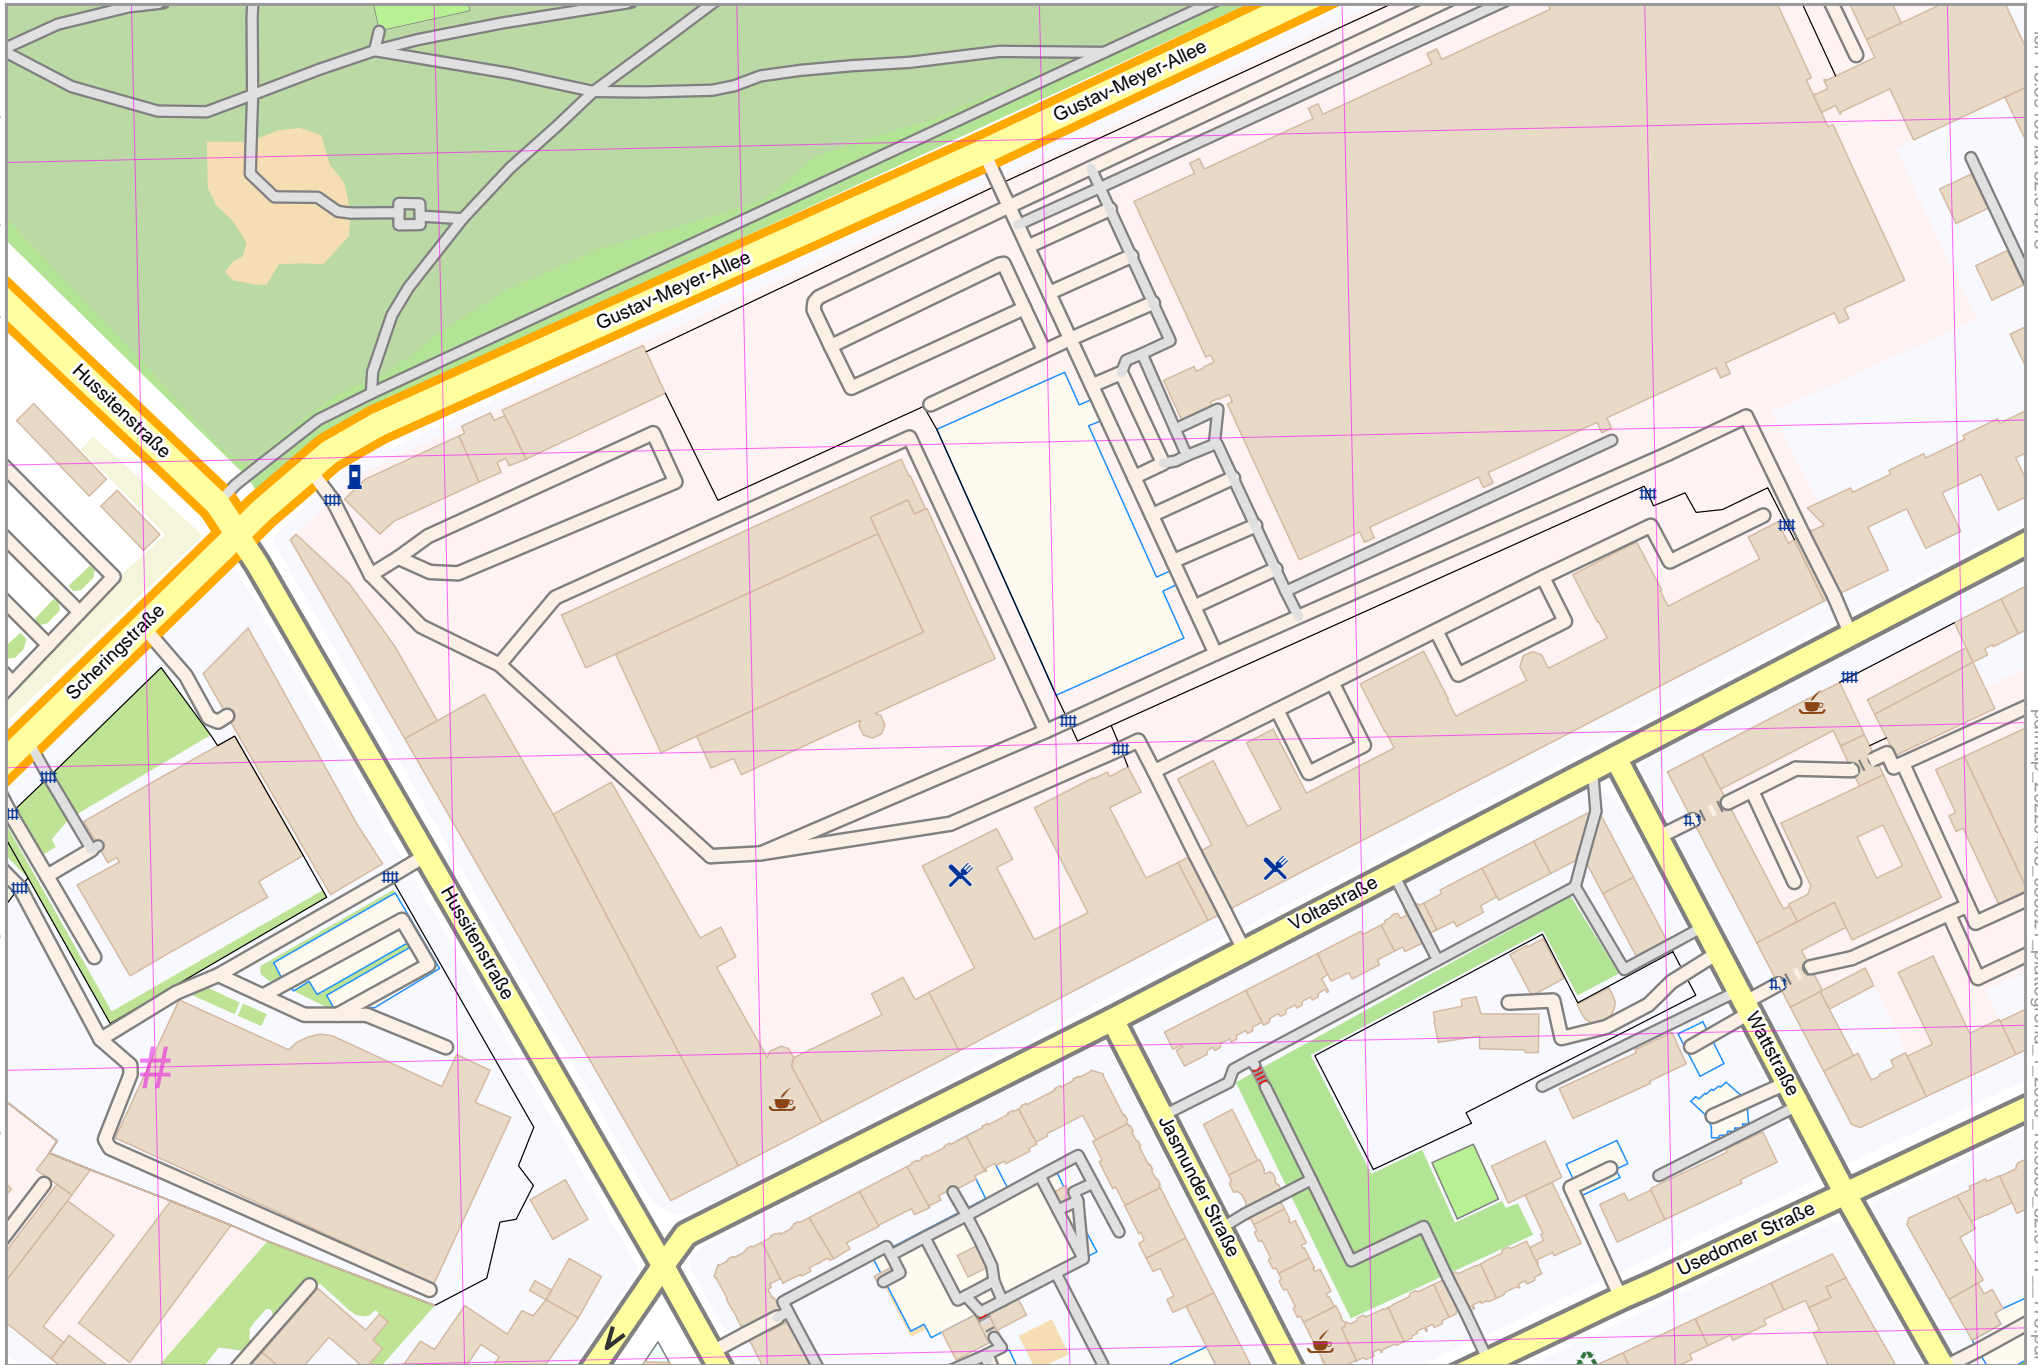 Gustav-Meyer-Allee
Gustav-Meyer-Allee
Hussitenstraße
Scheringstraße
Hussitenstraße
Voltastraße
Wattstraße
Jasmunder Straße
Usedomer Straße